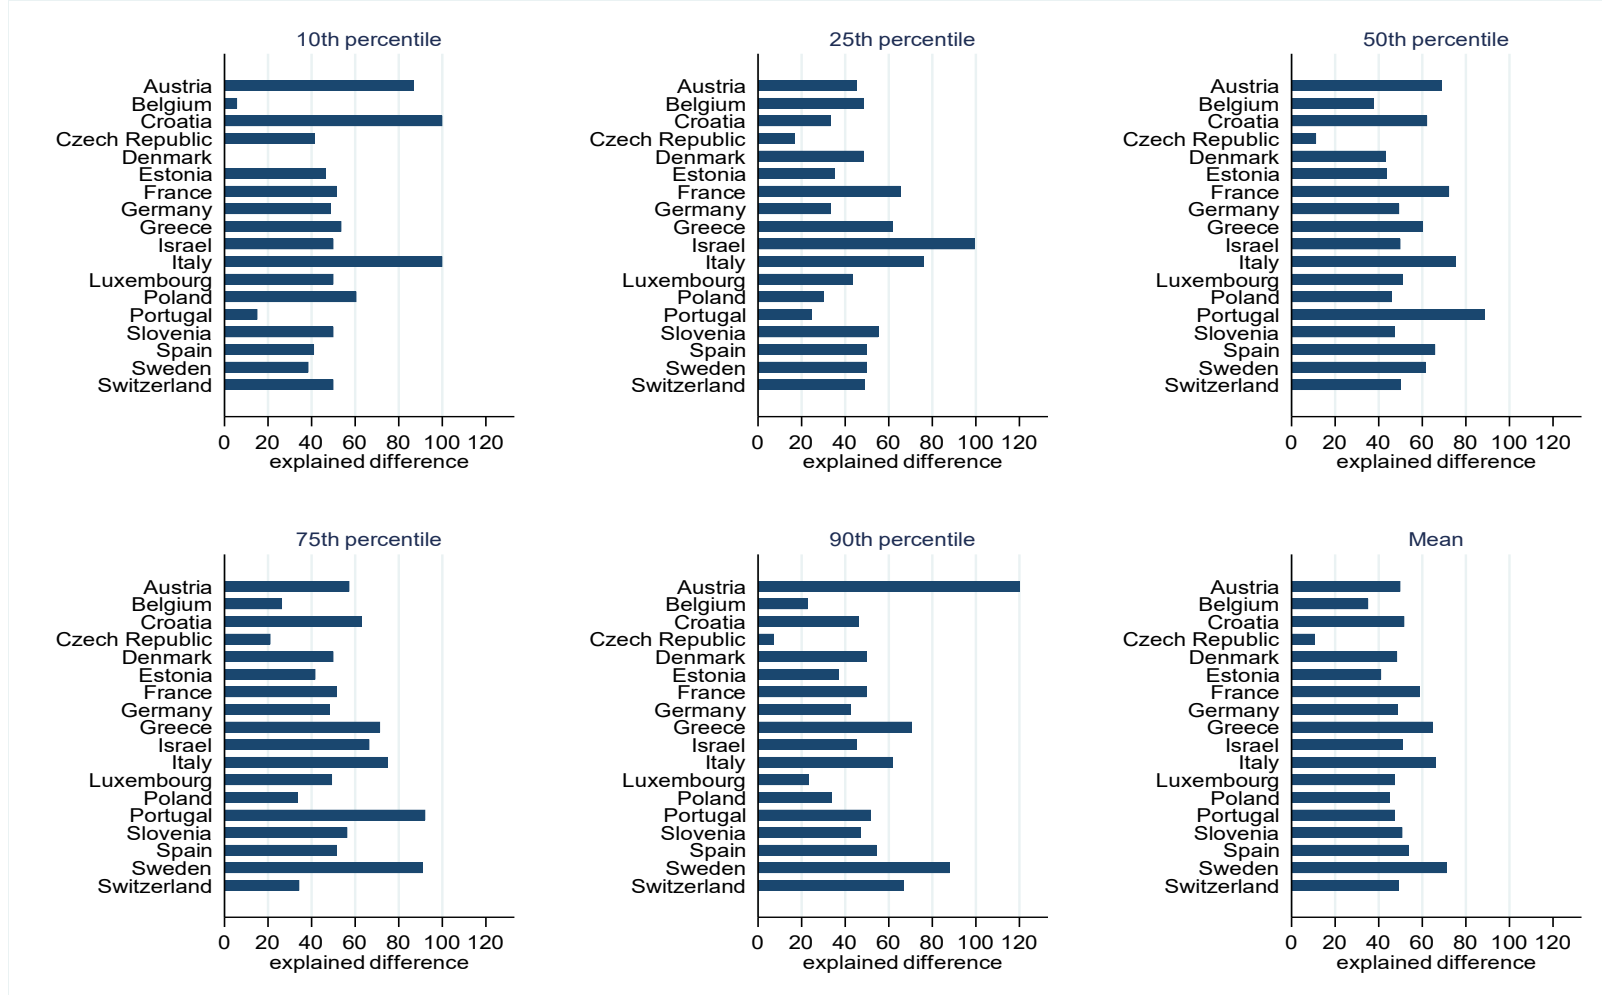 10th percentile
Austria
Belgium
Croatia
Czech Republic
Denmark
Estonia
France
Germany
Greece
Israel
Italy
Luxembourg
Poland
Portugal
Slovenia
Spain
Sweden
Switzerland
0 20 40 60 80 100 120
explained difference
25th percentile
Austria
Belgium
Croatia
Czech Republic
Denmark
Estonia
France
Germany
Greece
Israel
Italy
Luxembourg
Poland
Portugal
Slovenia
Spain
Sweden
Switzerland
0 20 40 60 80 100 120
explained difference
50th percentile
Austria
Belgium
Croatia
Czech Republic
Denmark
Estonia
France
Germany
Greece
Israel
Italy
Luxembourg
Poland
Portugal
Slovenia
Spain
Sweden
Switzerland
0 20 40 60 80 100 120
explained difference
75th percentile
Austria
Belgium
Croatia
Czech Republic
Denmark
Estonia
France
Germany
Greece
Israel
Italy
Luxembourg
Poland
Portugal
Slovenia
Spain
Sweden
Switzerland
0 20 40 60 80 100 120
explained difference
90th percentile
Austria
Belgium
Croatia
Czech Republic
Denmark
Estonia
France
Germany
Greece
Israel
Italy
Luxembourg
Poland
Portugal
Slovenia
Spain
Sweden
Switzerland
0 20 40 60 80 100 120
explained difference
Mean
Austria
Belgium
Croatia
Czech Republic
Denmark
Estonia
France
Germany
Greece
Israel
Italy
Luxembourg
Poland
Portugal
Slovenia
Spain
Sweden
Switzerland
0 20 40 60 80 100 120
explained difference